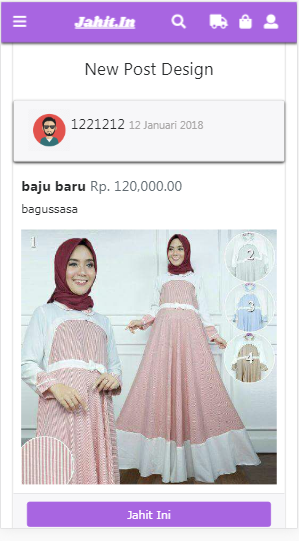 Jahit.In
New Post Design
1221212 12 Januari 2018
baju baru Rp. 120,000.00
bagussasa
1
2
3
4
Jahit Ini